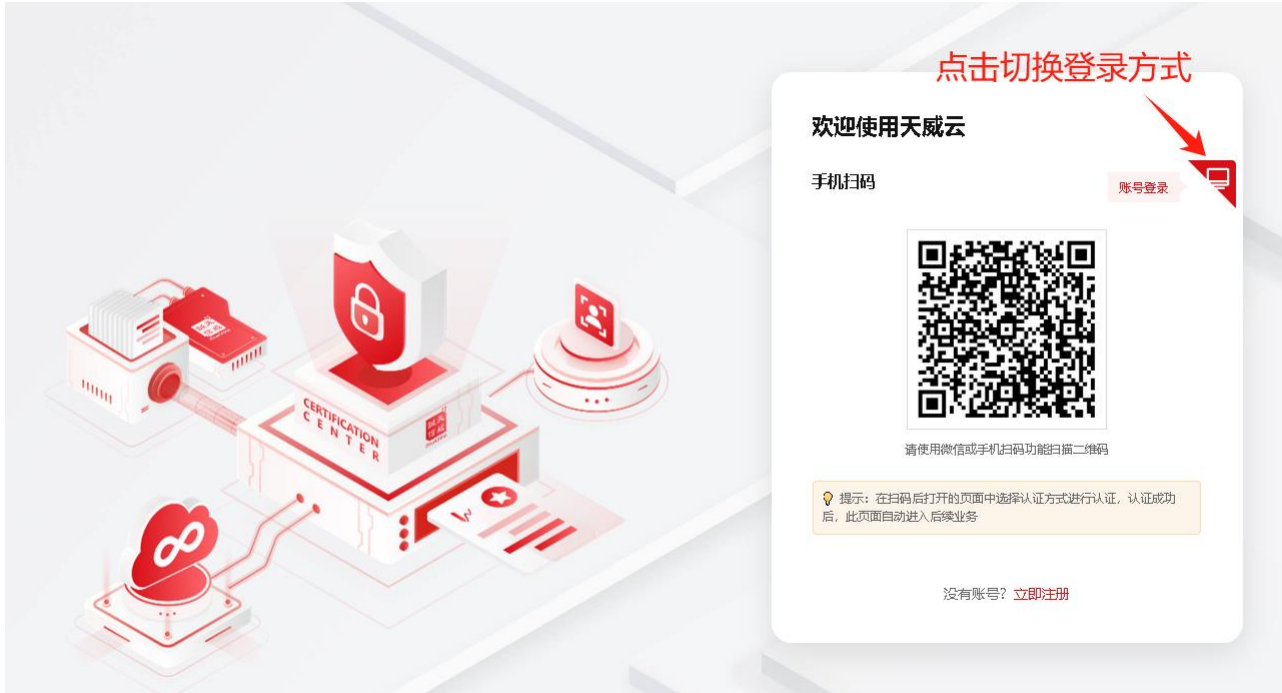 点击切换登录方式
欢迎使用天威云
手机扫码
账号登录
请使用微信或手机扫码功能扫描二维码
提示：在扫码后打开的页面中选择认证方式进行认证，认证成功
后，此页面自动进入后续业务
没有账号？立即注册
CERTIFICATION
CENTER